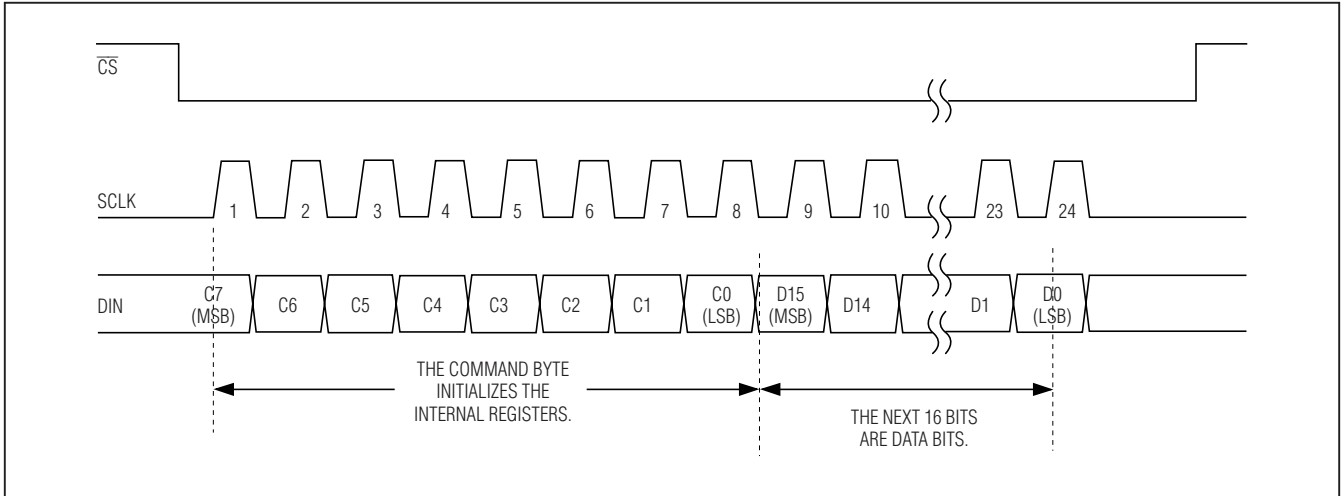 CS
SCLK
1 2 3 4 5 6 7 8 9 10 23 24
DIN
C7
(MSB)
C6 C5 C4 C3 C2 C1
C0
(LSB)
D15
(MSB)
D14 D1
D0
(LSB)
THE COMMAND BYTE
INITIALIZES THE
INTERNAL REGISTERS.
THE NEXT 16 BITS
ARE DATA BITS.